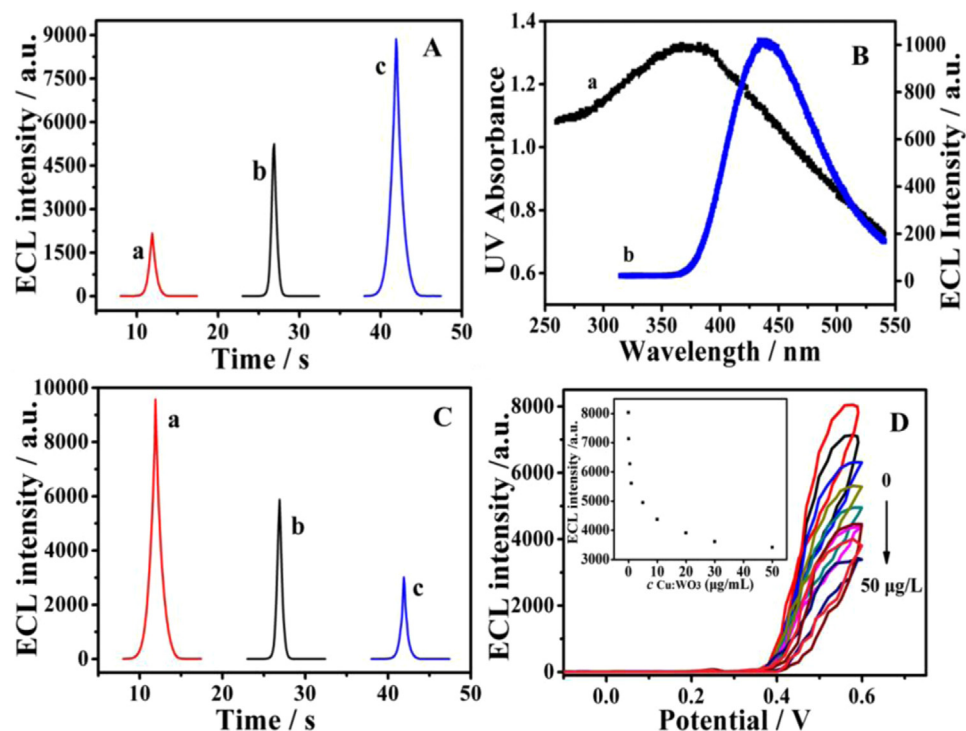 A
ECL intensity / a.u.
9000
7500
6000
4500
3000
1500
0
a
b
c
10 20 30 40 50
Time / s
B
UV Absorbance
1.4
1.2
1.0
0.8
0.6
a
b
1000
800
600
400
200
0
ECL Intensity / a.u.
250 300 350 400 450 500 550
Wavelength / nm
C
ECL intensity /a.u.
10000
8000
6000
4000
2000
0
a
b
c
10 20 30 40 50
Time / s
D
ECL intensity / a.u.
8000
6000
4000
2000
0
ECL intensity /a.u.
8000
7000
6000
5000
4000
3000
0 10 20 30 40 50
c Cu:WO3 (μg/mL)
0
50 μg/L
0.0 0.2 0.4 0.6
Potential / V